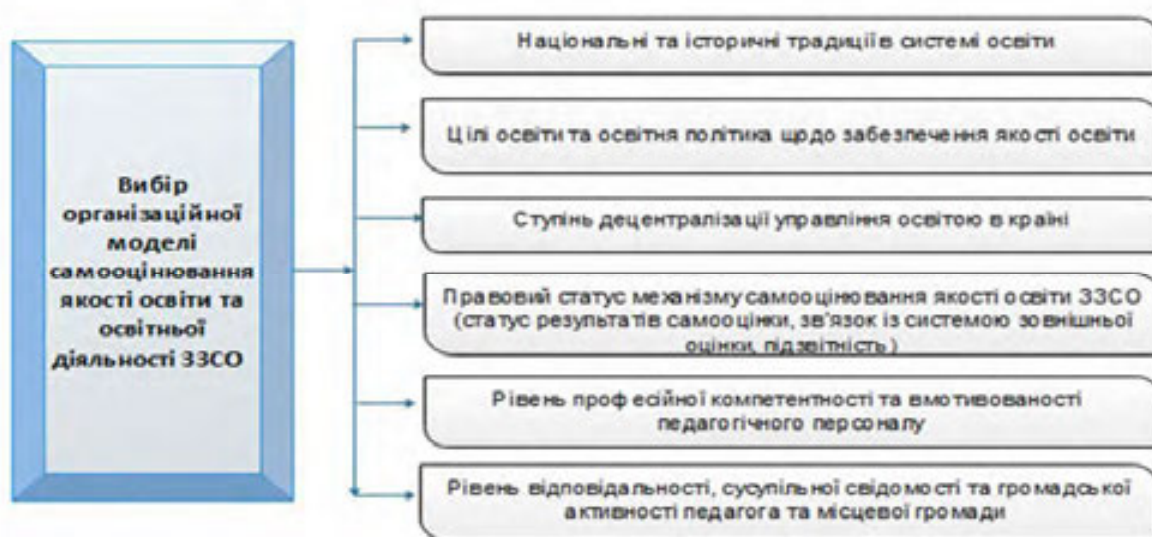 Вибір
організаційної
моделі
самооцінювання
якості освіти та
освітньої
діяльності ЗЗСО
Національні та історичні традиції в системі освіти
Цілі освіти та освітня політика щодо забезпечення якості освіти
Ступінь децентралізації управління освітою в країні
Правовий статус механізму самооцінювання якості освіти ЗЗСО
(статус результатів самооцінки, зв'язок із системою зовнішньої
оцінки, підзвітність)
Рівень професійної компетентності та вмотивованості
педагогічного персоналу
Рівень відповідальності, сусупільної свідомості та громадської
активності педагога та місцевої громади